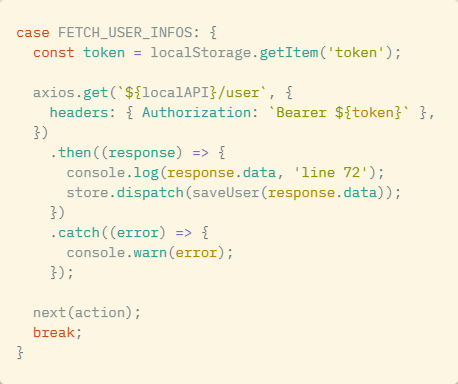 case FETCH_USER_INFOS: {
  const token = localStorage.getItem('token');

  axios.get(`${localAPI}/user`, {
    headers: { Authorization: `Bearer ${token}` },
  })
    .then((response) => {
      console.log(response.data, 'line 72');
      store.dispatch(saveUser(response.data));
    })
    .catch((error) => {
      console.warn(error);
    });

  next(action);
  break;
}